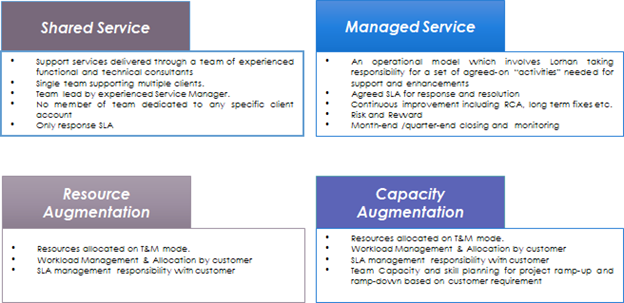 Shared Service
• Support services delivered through a team of experienced
functional and technical consultants
• Single team supporting multiple clients.
• Team lead by experienced Service Manager.
• No member of team dedicated to any specific client
account
• Only response SLA
Managed Service
• An operational model which involves Lornan taking
responsibility for a set of agreed-on “activities” needed for
support and enhancements
• Agreed SLA for response and resolution
• Continuous improvement including RCA, long term fixes etc.
• Risk and Reward
• Month-end /quarter-end closing and monitoring
Resource
Augmentation
• Resources allocated on T&M mode.
• Workload Management & Allocation by customer
• SLA management responsibility with customer
Capacity
Augmentation
• Resources allocated on T&M mode.
• Workload Management & Allocation by customer
• SLA management responsibility with customer
• Team Capacity and skill planning for project ramp-up and
ramp-down based on customer requirement